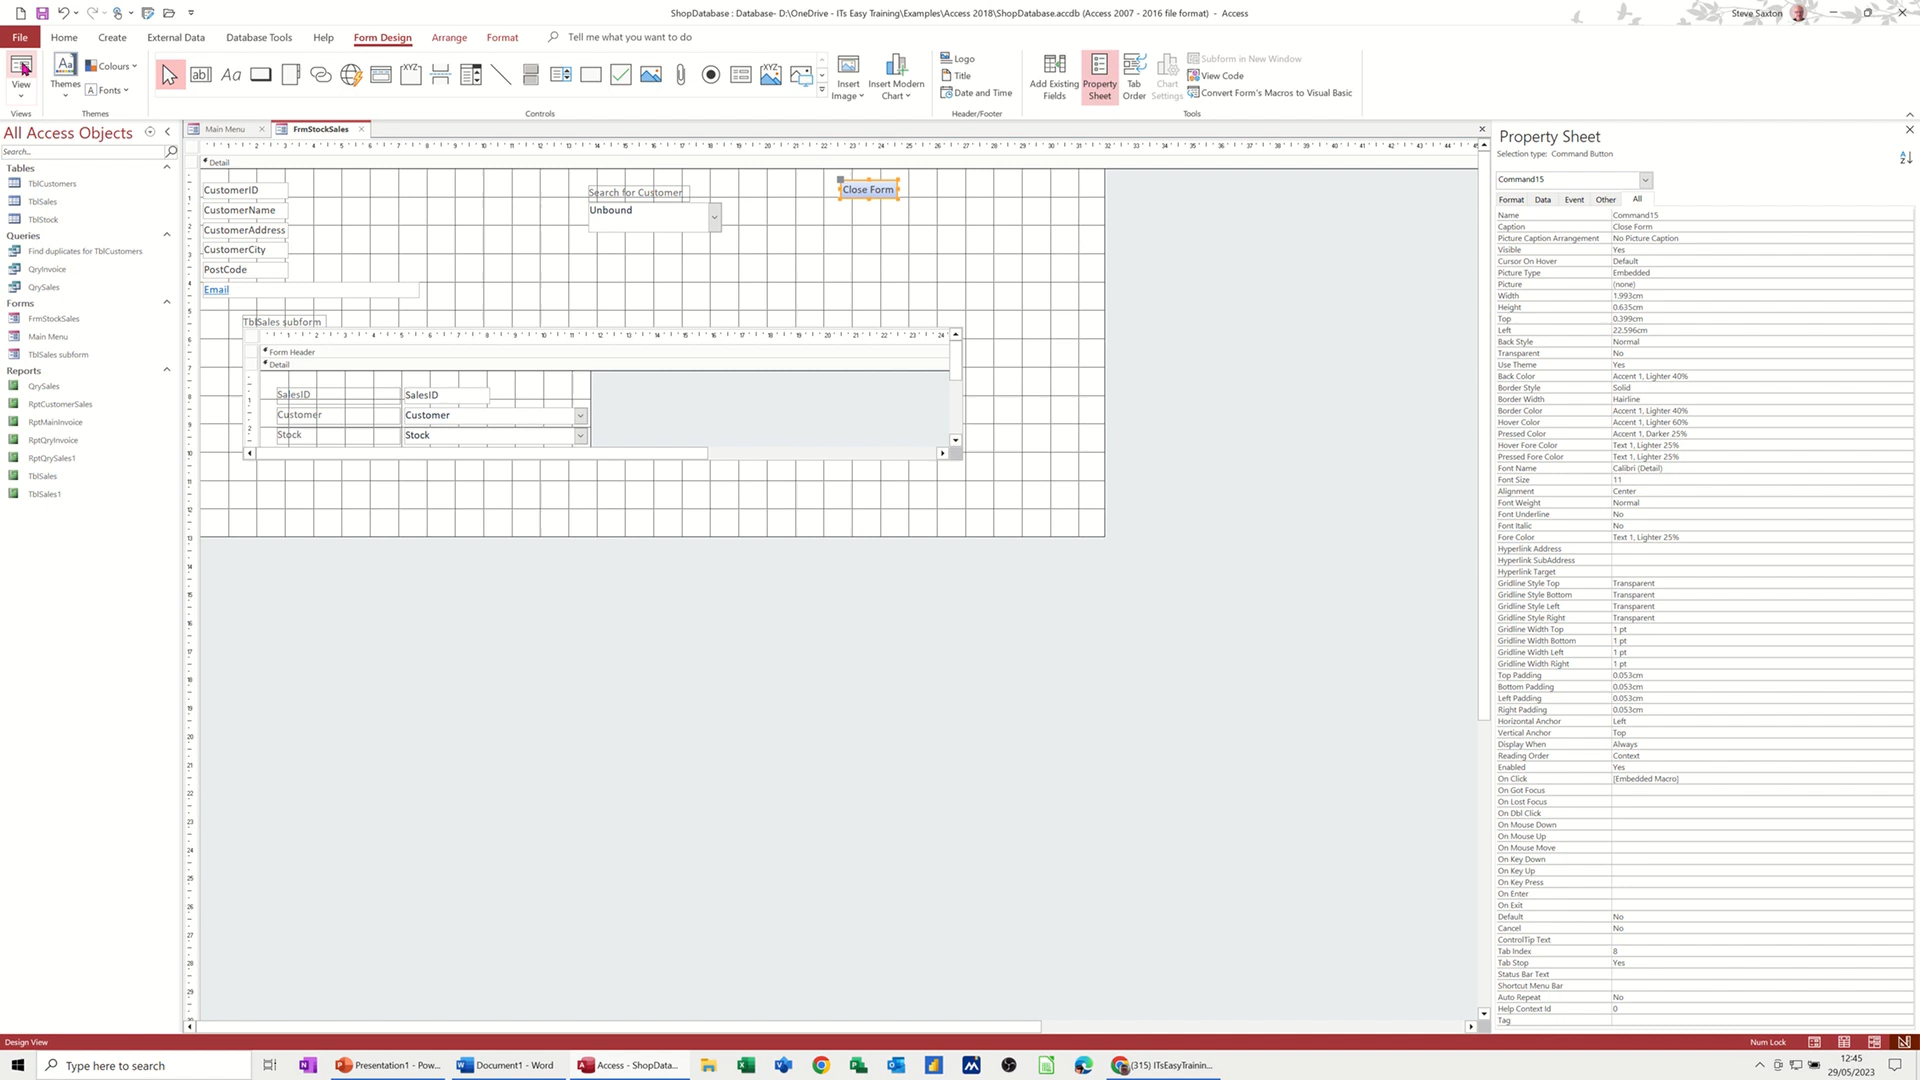 ShopDatabase : Database- D:\OneDrive - ITs Easy Training\Examples\Access 2018\ShopDatabase.accdb (Access 2007 - 2016 file format) - Access
Steve Saxton
File Home Create External Data Database Tools Help Form Design Arrange Format Tell me what you want to do
View
Views
Themes
Colours
Fonts
Themes
Controls
Insert Image
Insert Modern Chart
Logo
Title
Date and Time
Header/Footer
Add Existing Fields
Property Sheet
Tab Order
Chart Settings
Subform in New Window
View Code
Convert Form's Macros to Visual Basic
Tools
All Access Objects
Search...
Tables
TblCustomers
TblSales
TblStock
Queries
Find duplicates for TblCustomers
QryInvoice
QrySales
Forms
FrmStockSales
Main Menu
TblSales subform
Reports
QrySales
RptCustomerSales
RptMainInvoice
RptQryInvoice
RptQrySales1
TblSales
TblSales1
Main Menu
FrmStockSales
Detail
CustomerID
CustomerName
CustomerAddress
CustomerCity
PostCode
Email
Search for Customer
Unbound
Close Form
TblSales subform
Form Header
Detail
SalesID SalesID
Customer Customer
Stock Stock
Property Sheet
Selection type: Command Button
Command15
Format Data Event Other All
Name Command15
Caption Close Form
Picture Caption Arrangement No Picture Caption
Visible Yes
Cursor On Hover Default
Picture Type Embedded
Picture (none)
Width 1.993cm
Height 0.635cm
Top 0.399cm
Left 22.596cm
Back Style Normal
Transparent No
Use Theme Yes
Back Color Accent 1, Lighter 40%
Border Style Solid
Border Width Hairline
Border Color Accent 1, Lighter 40%
Hover Color Accent 1, Lighter 60%
Pressed Color Accent 1, Darker 25%
Hover Fore Color Text 1, Lighter 25%
Pressed Fore Color Text 1, Lighter 25%
Font Name Calibri (Detail)
Font Size 11
Alignment Center
Font Weight Normal
Font Underline No
Font Italic No
Fore Color Text 1, Lighter 25%
Hyperlink Address
Hyperlink SubAddress
Hyperlink Target
Gridline Style Top Transparent
Gridline Style Bottom Transparent
Gridline Style Left Transparent
Gridline Style Right Transparent
Gridline Width Top 1 pt
Gridline Width Bottom 1 pt
Gridline Width Left 1 pt
Gridline Width Right 1 pt
Top Padding 0.053cm
Bottom Padding 0.053cm
Left Padding 0.053cm
Right Padding 0.053cm
Horizontal Anchor Left
Vertical Anchor Top
Display When Always
Reading Order Context
Enabled Yes
On Click [Embedded Macro]
On Got Focus
On Lost Focus
On Dbl Click
On Mouse Down
On Mouse Up
On Mouse Move
On Key Down
On Key Up
On Key Press
On Enter
On Exit
Default No
Cancel No
ControlTip Text
Tab Index 8
Tab Stop Yes
Status Bar Text
Shortcut Menu Bar
Auto Repeat No
Help Context Id 0
Tag
Design View
Num Lock
Type here to search
Presentation1 - Pow...
Document1 - Word
Access - ShopData...
(315) ITsEasyTrainin...
12:45
29/05/2023